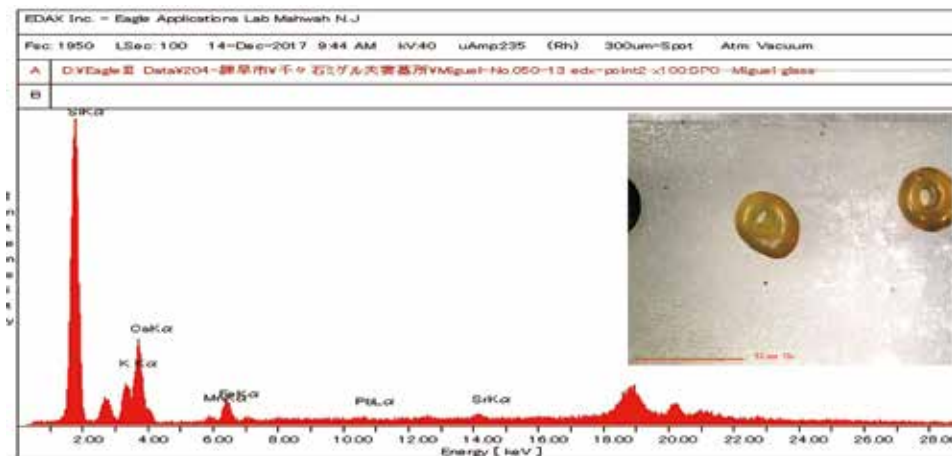 EDAX Inc. - Eagle Applications Lab Mahwah N.J
Fsc: 1950 LSec: 100 14-Dec-2017 9:44 AM kV:40 uAmp:235 (Rh) 300um-Spot Atm: Vacuum
A D:¥Eagle Ⅲ Data¥204-諫早市¥千々石ミゲル夫妻墓所¥Miguel-No.050-13 edx-point2 x100.SPC Miguel glass
B
SiKα
CaKα
K Kα
MnKα FeKα
PbLα
SrKα
2.00 4.00 6.00 8.00 10.00 12.00 14.00 16.00 18.00 20.00 22.00 24.00 26.00 28.00
Energy [keV]